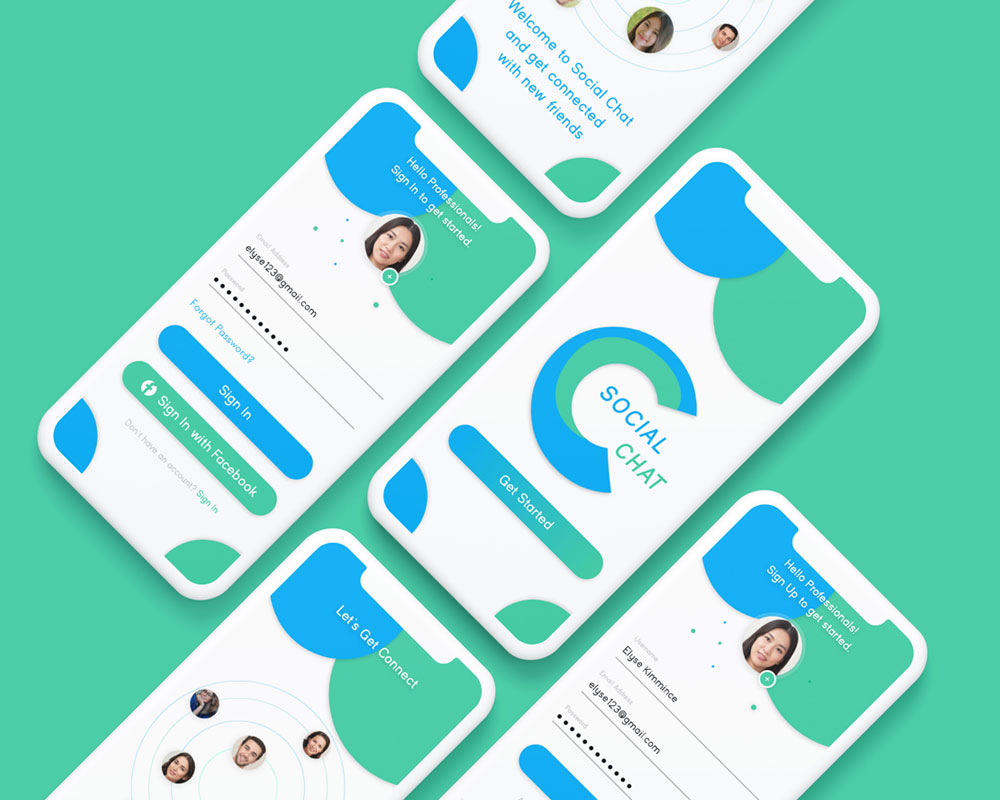 Welcome to Social Chat
and get connected
with new friends
Hello Professionals!
Sign In to get started.
Email Address
elyse123@gmail.com
Password
Forgot Password?
Sign In
Sign In with Facebook
Don't have an account? Sign In
SOCIAL
CHAT
Get Started
Let's Get Connect
Hello Professionals!
Sign Up to get started.
Username
Elyse Kimmince
Email Address
elyse123@gmail.com
Password